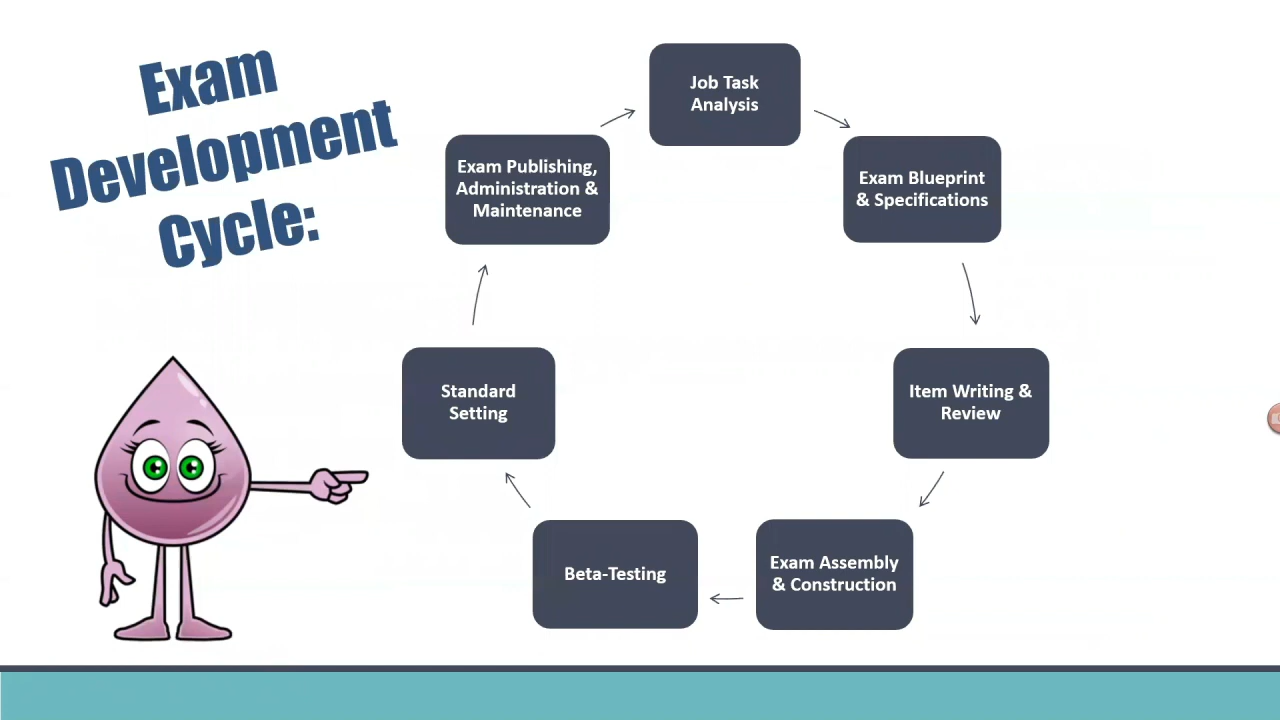 Exam
Development
Cycle:
Job Task
Analysis
Exam Blueprint
& Specifications
Item Writing &
Review
Exam Assembly
& Construction
Beta-Testing
Standard
Setting
Exam Publishing,
Administration &
Maintenance